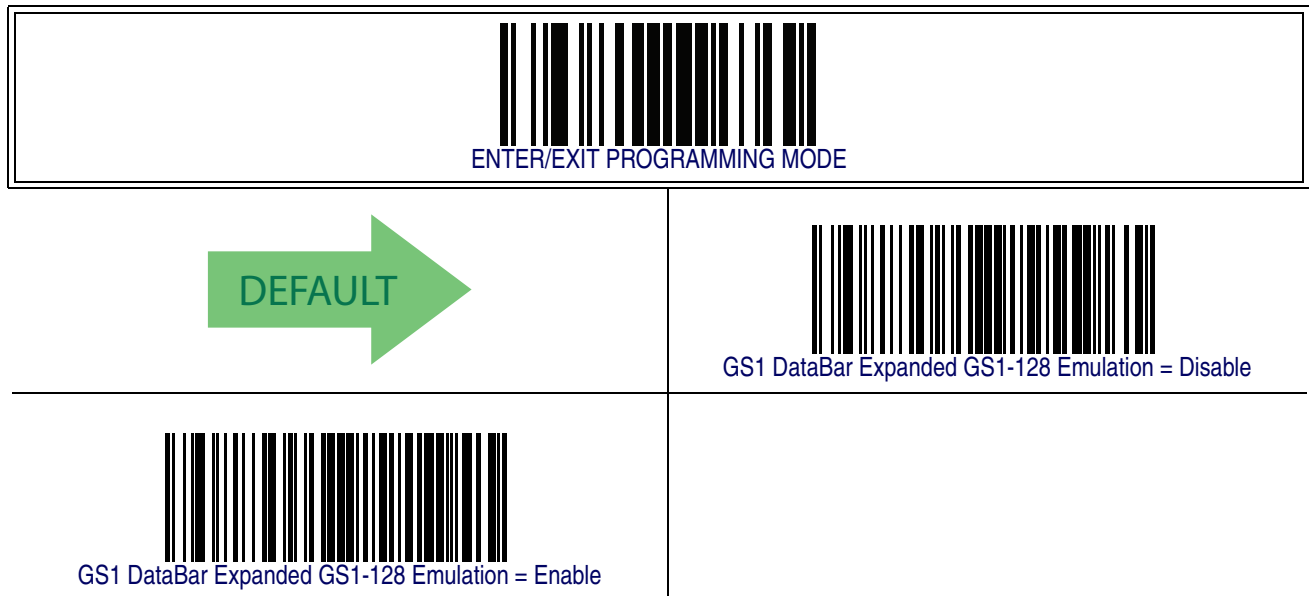 ENTER/EXIT PROGRAMMING MODE
DEFAULT
GS1 DataBar Expanded GS1-128 Emulation = Disable
GS1 DataBar Expanded GS1-128 Emulation = Enable